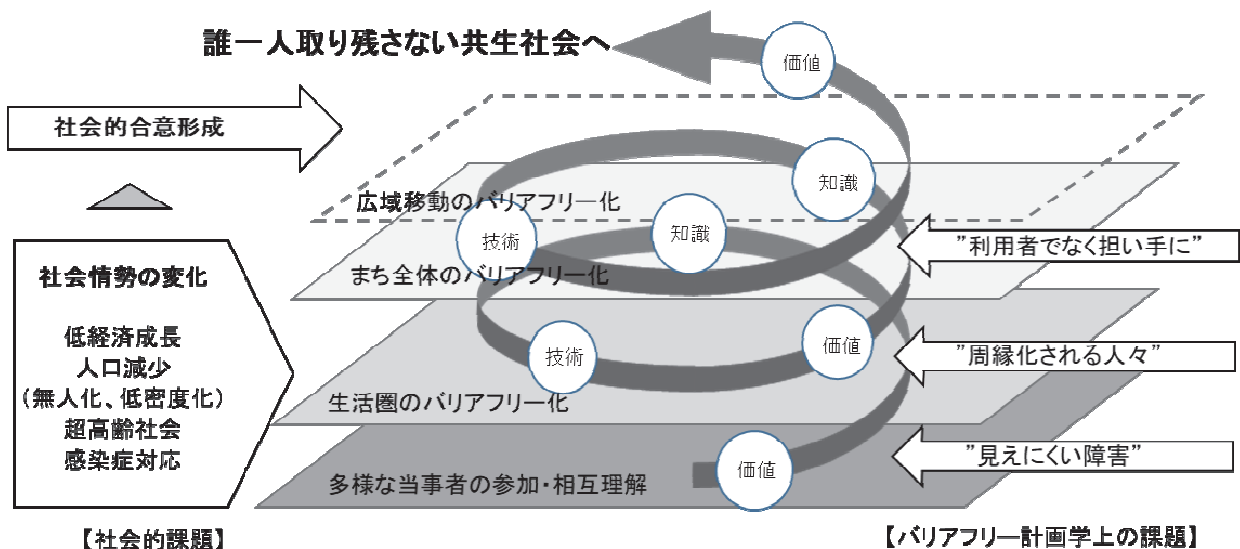 誰一人取り残さない共生社会へ
価値
社会的合意形成
知識
広域移動のバリアフリー化
技術
知識
”利用者でなく担い手に”
まち全体のバリアフリー化
社会情勢の変化
低経済成長
人口減少
（無人化、低密度化）
超高齢社会
感染症対応
技術
価値
”周縁化される人々”
生活圏のバリアフリー化
”見えにくい障害”
価値
多様な当事者の参加・相互理解
【社会的課題】
【バリアフリー計画学上の課題】